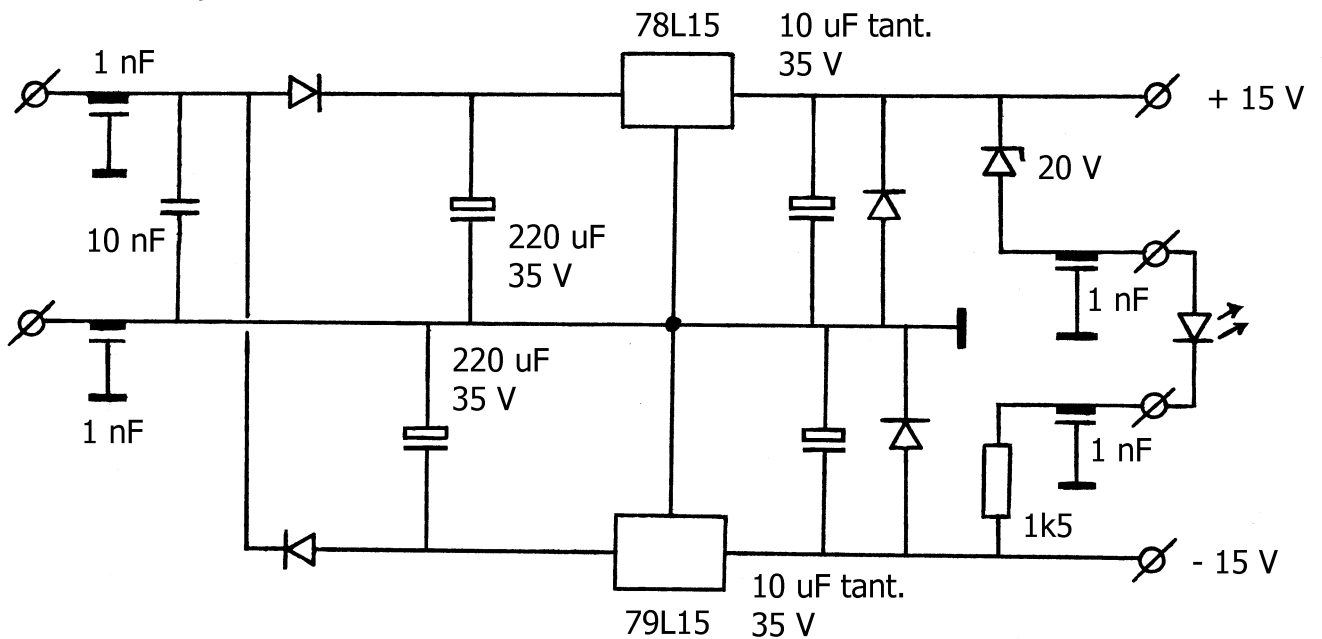 78L15
10 uF tant.
35 V
1 nF
+ 15 V
20 V
10 nF
220 uF
35 V
1 nF
220 uF
35 V
1 nF
1 nF
1k5
- 15 V
10 uF tant.
35 V
79L15